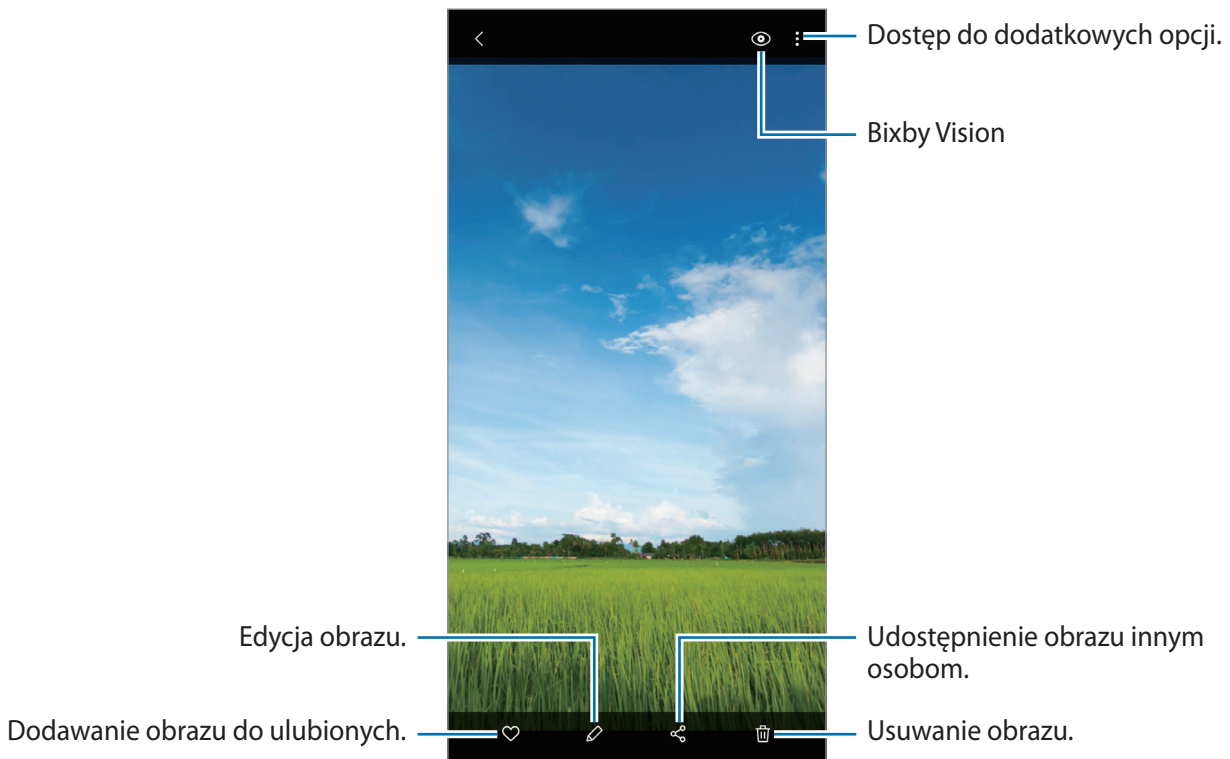 Dostęp do dodatkowych opcji.
Bixby Vision
Edycja obrazu.
Udostępnienie obrazu innym
osobom.
Dodawanie obrazu do ulubionych.
Usuwanie obrazu.